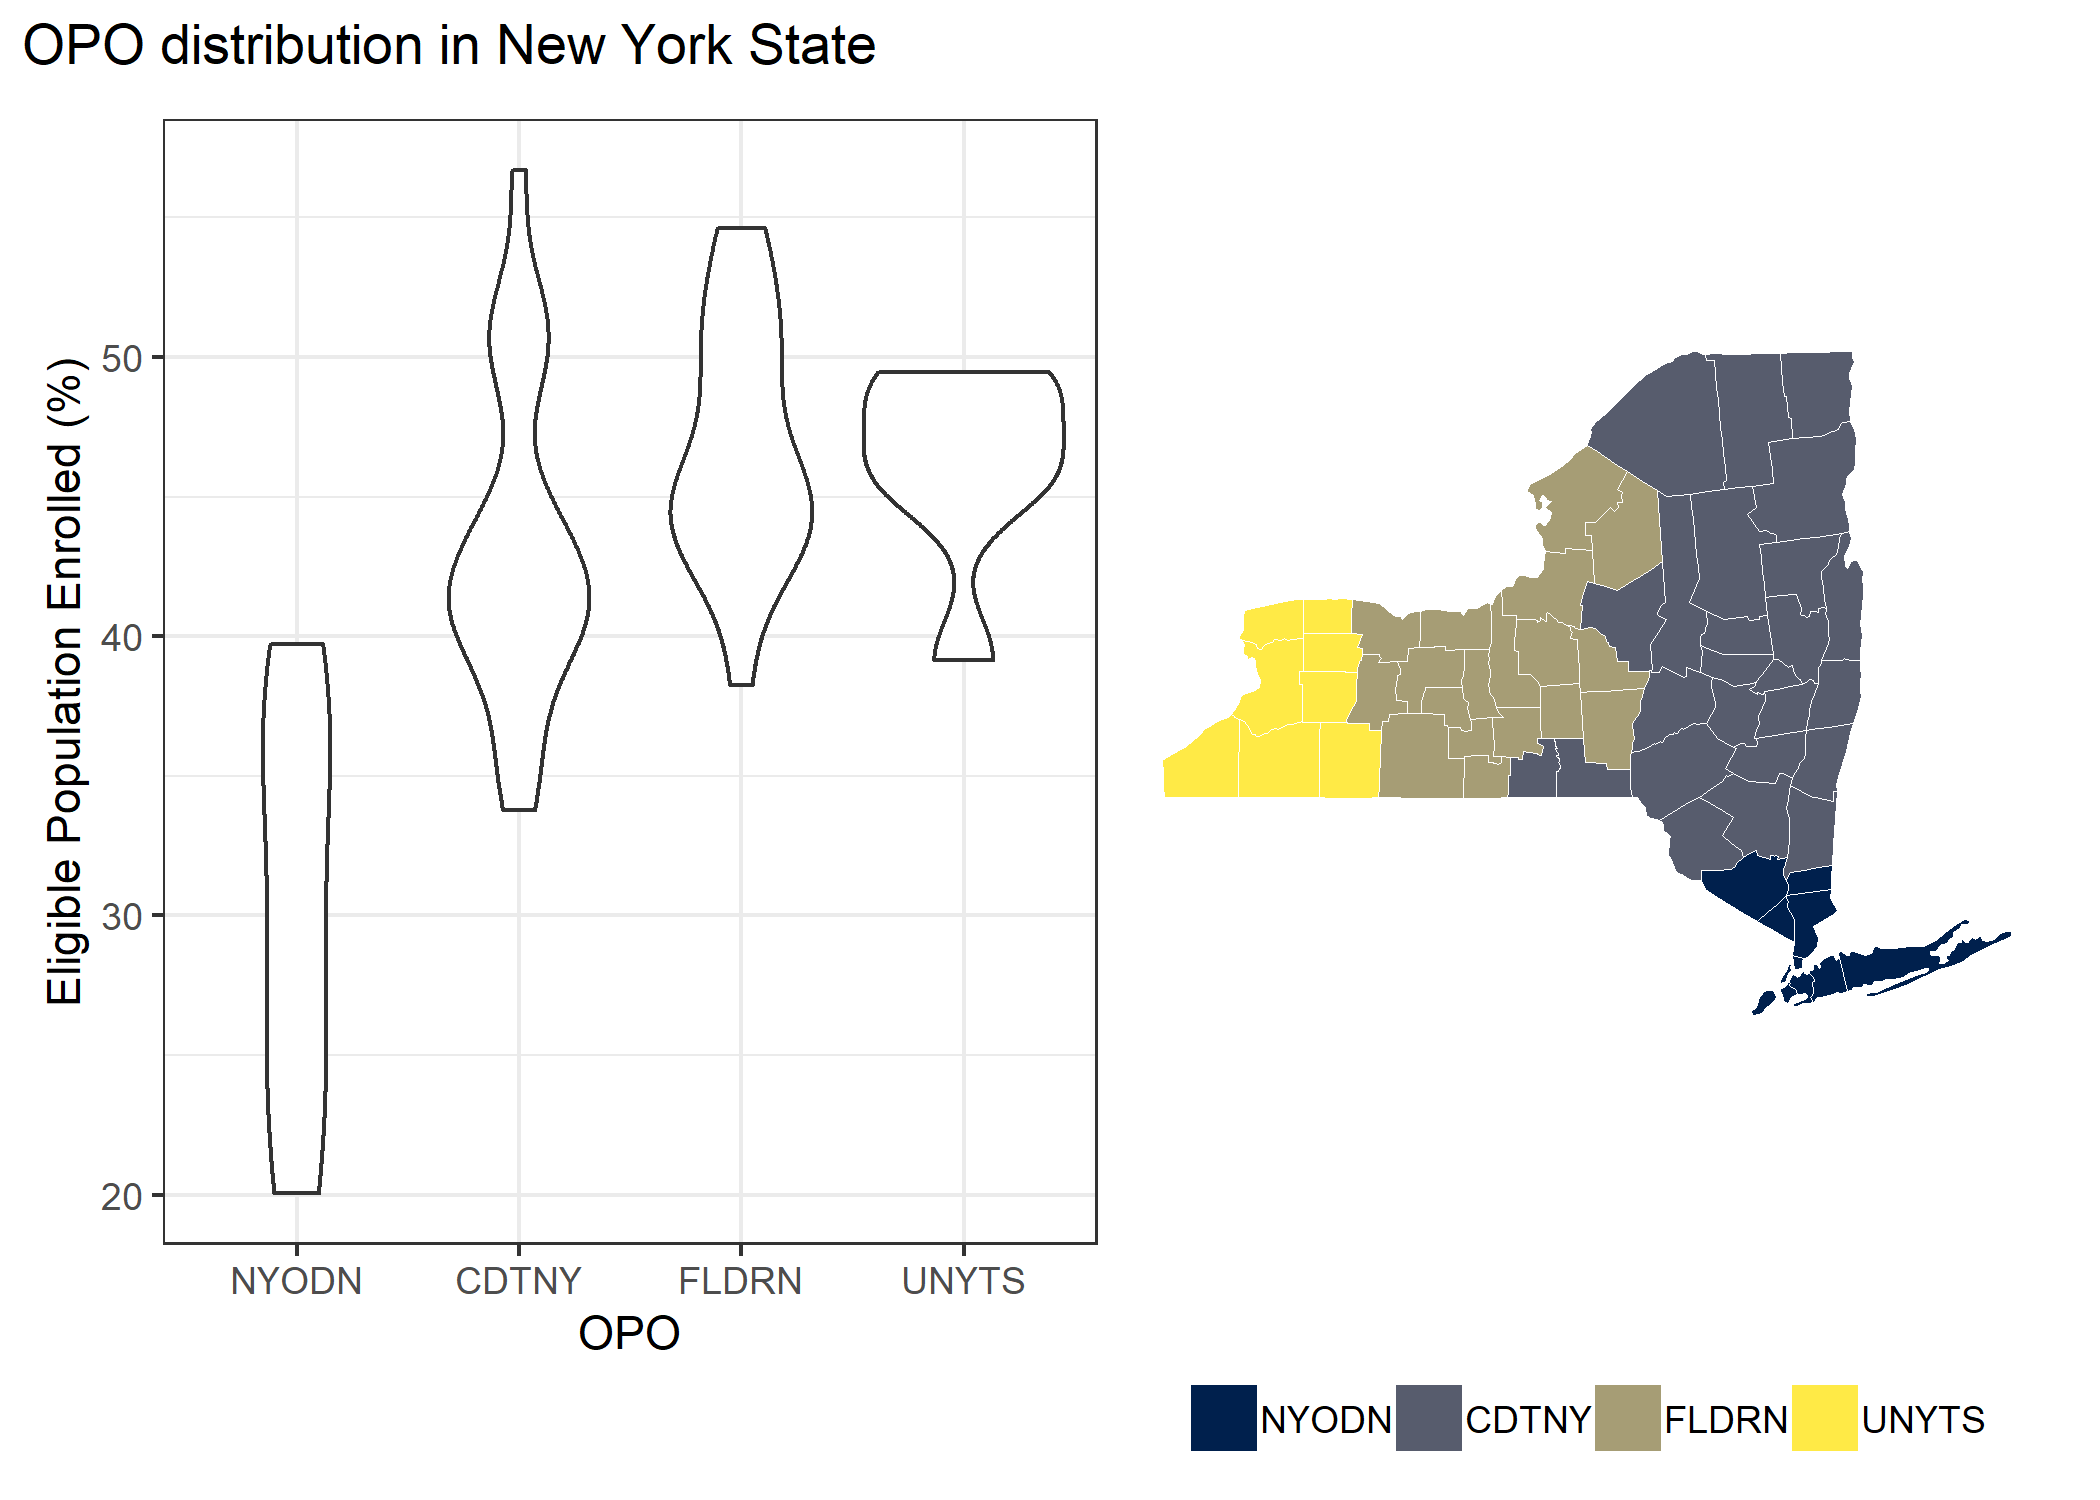 OPO distribution in New York State
Eligible Population Enrolled (%)
50
40
30
20
NYODN CDTNY FLDRN UNYTS
OPO
NYODN CDTNY FLDRN UNYTS